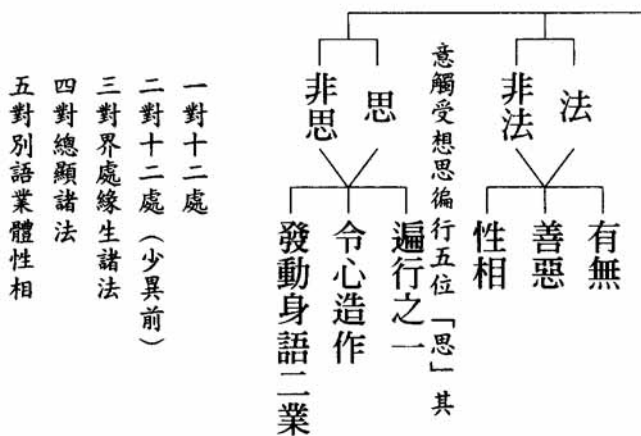 法
非法
有無
善惡
性相
意觸受想思徧行五位「思」其
思
非思
遍行之一
令心造作
發動身語二業
一對十二處
二對十二處（少異前）
三對界處緣生諸法
四對總顯諸法
五對別語業體性相